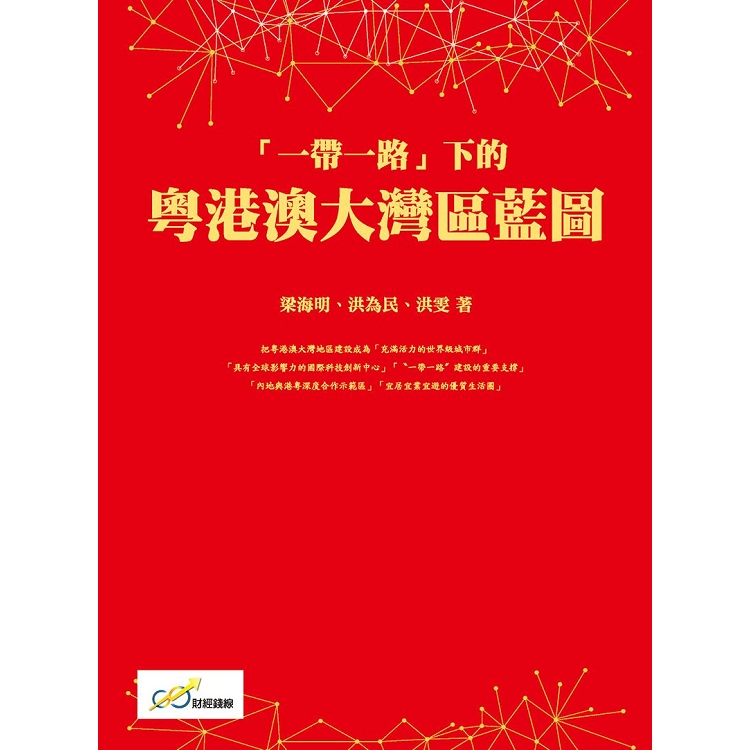 「一帶一路」下的
粵港澳大灣區藍圖
梁海明、洪為民、洪雯 著
把粵港澳大灣地區建設成為「充滿活力的世界級城市群」
「具有全球影響力的國際科技創新中心」「〝一帶一路〞建設的重要支撐」
「內地與港粵深度合作示範區」「宜居宜業宜遊的優質生活圈」
財經錢線